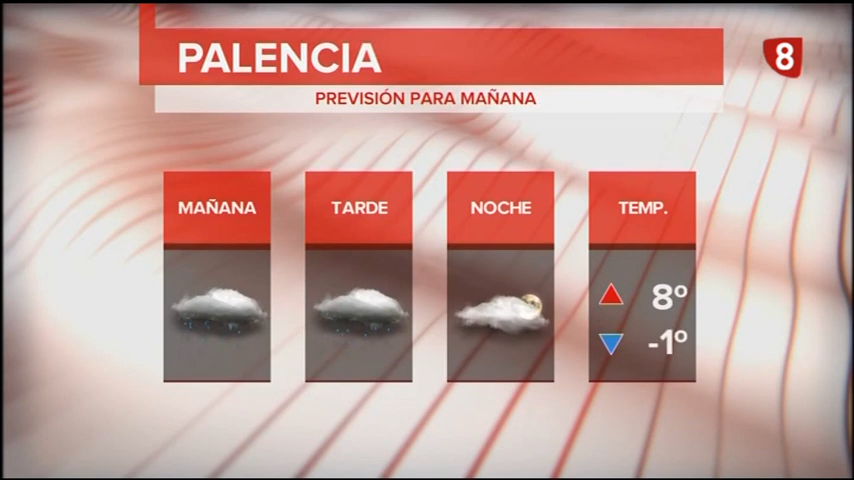 PALENCIA
8
PREVISIÓN PARA MAÑANA
MAÑANA
TARDE
NOCHE
TEMP.
8º
-1º